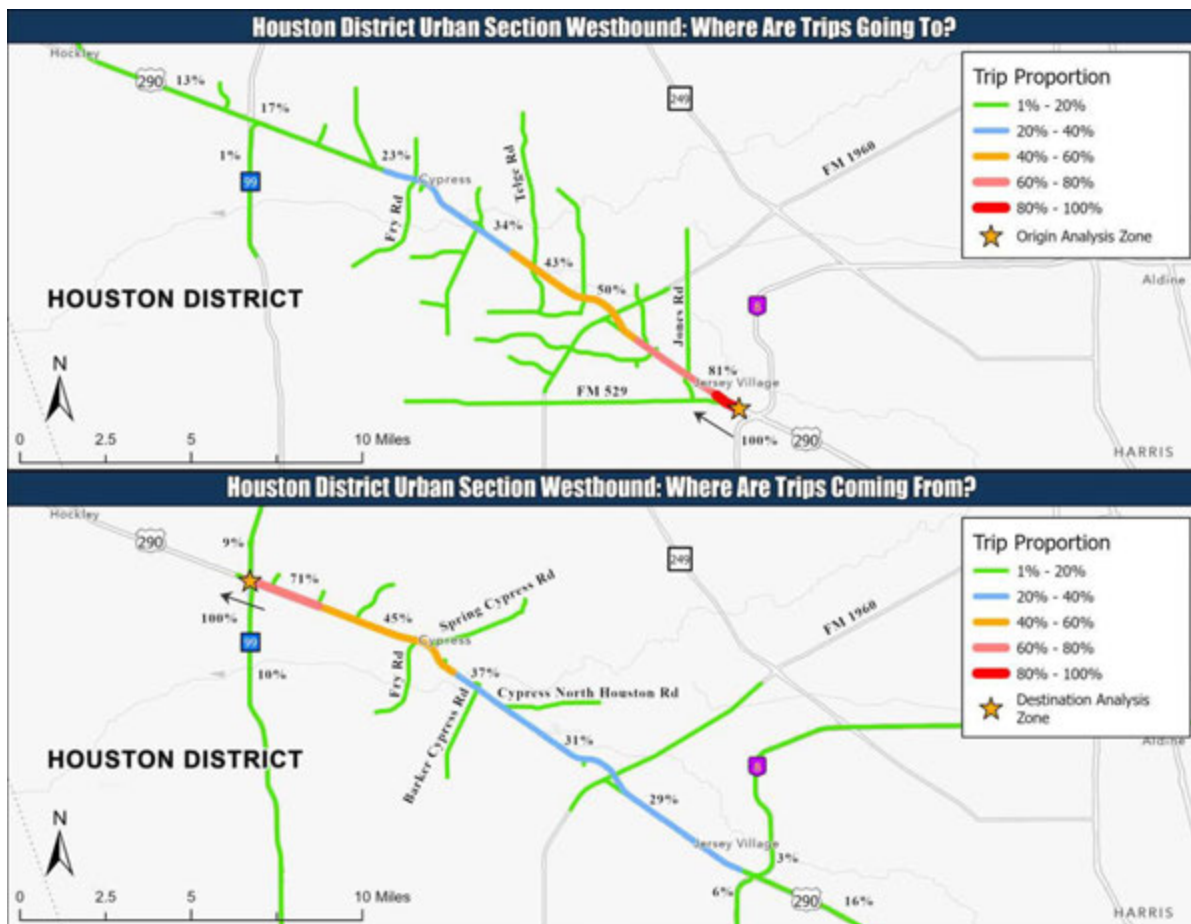 Houston District Urban Section Westbound: Where Are Trips Going To?
Hockley
290
13%
17%
1%
99
23%
Cypress
Fry Rd
34%
Telge Rd
43%
50%
249
FM 1960
Jones Rd
8
81%
Jersey Village
FM 529
100%
290
Aldine
HARRIS
HOUSTON DISTRICT
N
0 2.5 5 10 Miles
Trip Proportion
1% - 20%
20% - 40%
40% - 60%
60% - 80%
80% - 100%
Origin Analysis Zone
Houston District Urban Section Westbound: Where Are Trips Coming From?
Hockley
290
9%
71%
100%
99
10%
45%
Cypress
Spring Cypress Rd
Fry Rd
37%
Barker Cypress Rd
Cypress North Houston Rd
31%
249
FM 1960
29%
8
Jersey Village
3%
6%
290
16%
Aldine
HARRIS
HOUSTON DISTRICT
N
0 2.5 5 10 Miles
Trip Proportion
1% - 20%
20% - 40%
40% - 60%
60% - 80%
80% - 100%
Destination Analysis
Zone